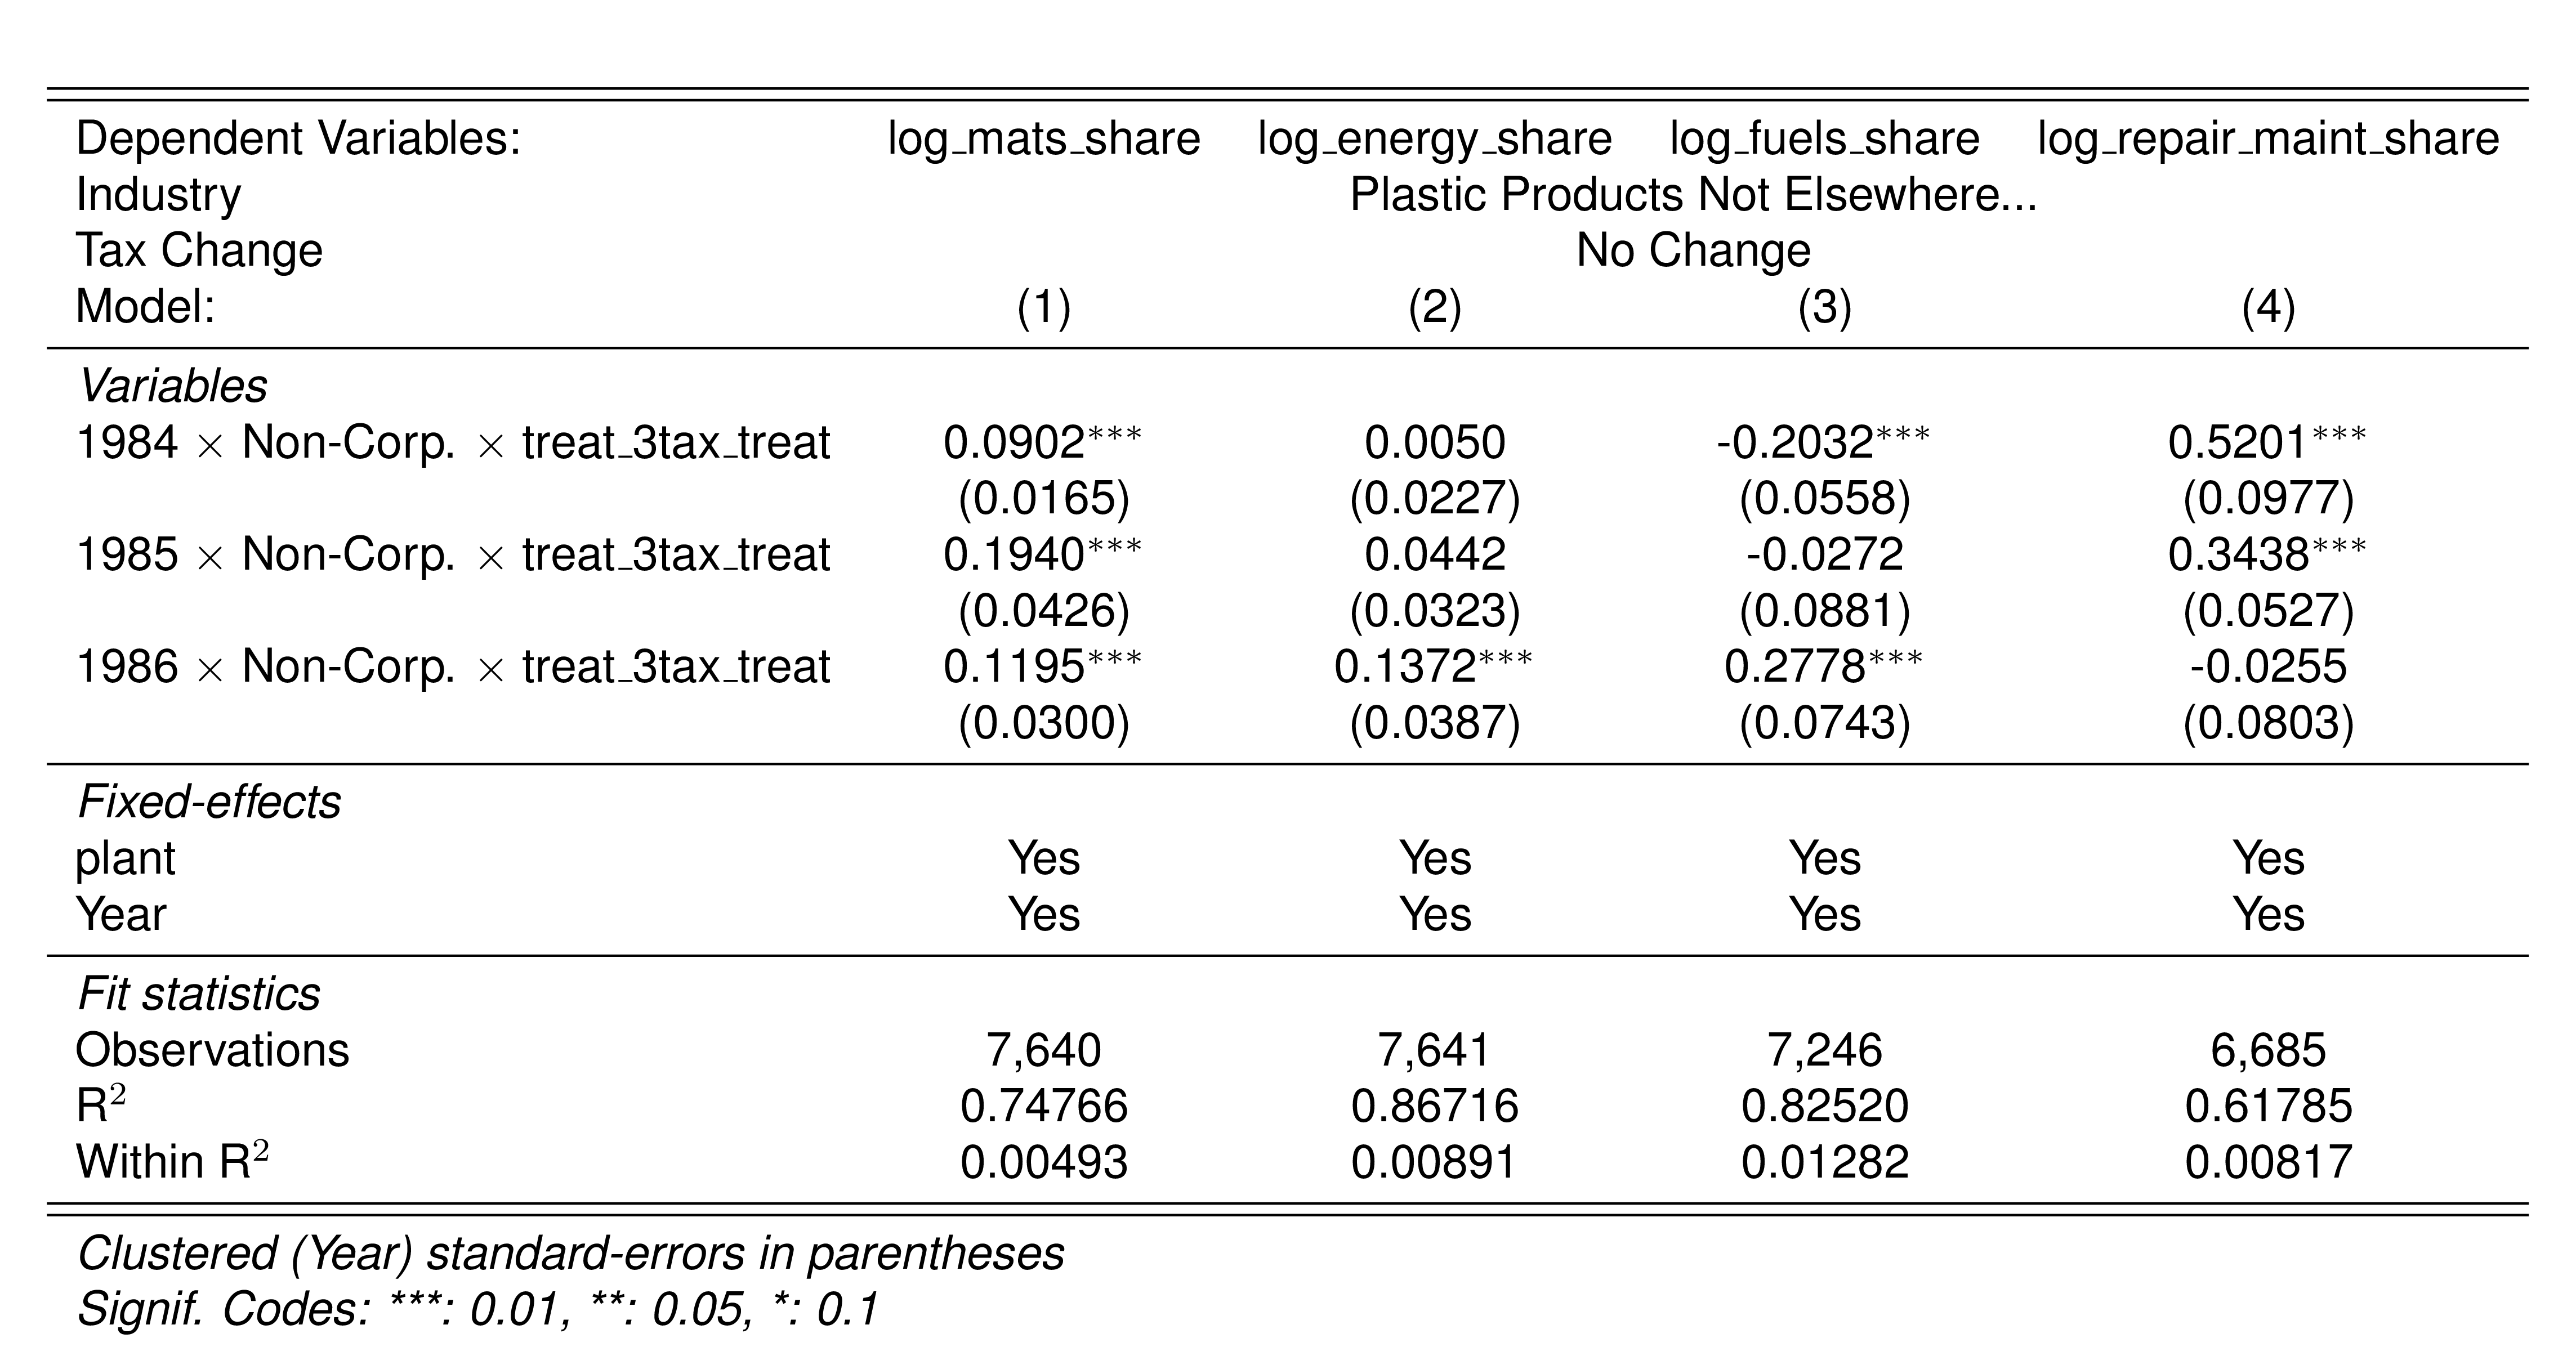 Dependent Variables: log_mats_share log_energy_share log_fuels_share log_repair_maint_share
Industry Plastic Products Not Elsewhere...
Tax Change No Change
Model: (1) (2) (3) (4)
Variables
1984 × Non-Corp. × treat_3tax_treat 0.0902*** 0.0050 -0.2032*** 0.5201***
(0.0165) (0.0227) (0.0558) (0.0977)
1985 × Non-Corp. × treat_3tax_treat 0.1940*** 0.0442 -0.0272 0.3438***
(0.0426) (0.0323) (0.0881) (0.0527)
1986 × Non-Corp. × treat_3tax_treat 0.1195*** 0.1372*** 0.2778*** -0.0255
(0.0300) (0.0387) (0.0743) (0.0803)
Fixed-effects
plant Yes Yes Yes Yes
Year Yes Yes Yes Yes
Fit statistics
Observations 7,640 7,641 7,246 6,685
R² 0.74766 0.86716 0.82520 0.61785
Within R² 0.00493 0.00891 0.01282 0.00817
Clustered (Year) standard-errors in parentheses
Signif. Codes: ***: 0.01, **: 0.05, *: 0.1